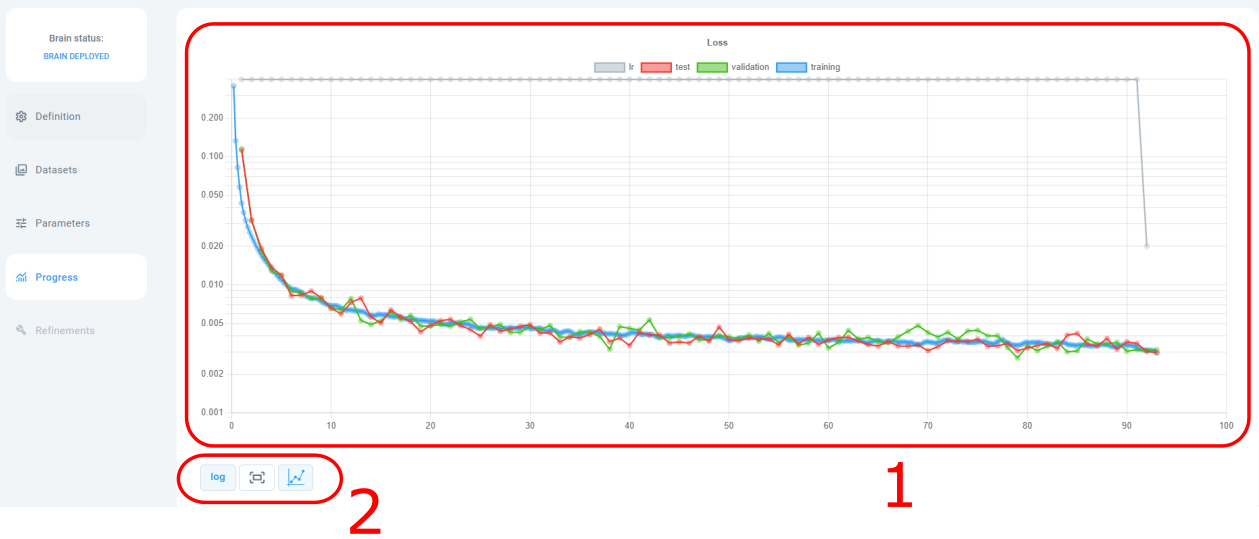 Brain status:
BRAIN DEPLOYED
Definition
Datasets
Parameters
Progress
Refinements
Loss
lr test validation training
0.200
0.100
0.050
0.020
0.010
0.005
0.002
0.001
0 10 20 30 40 50 60 70 80 90 100
log
1
2